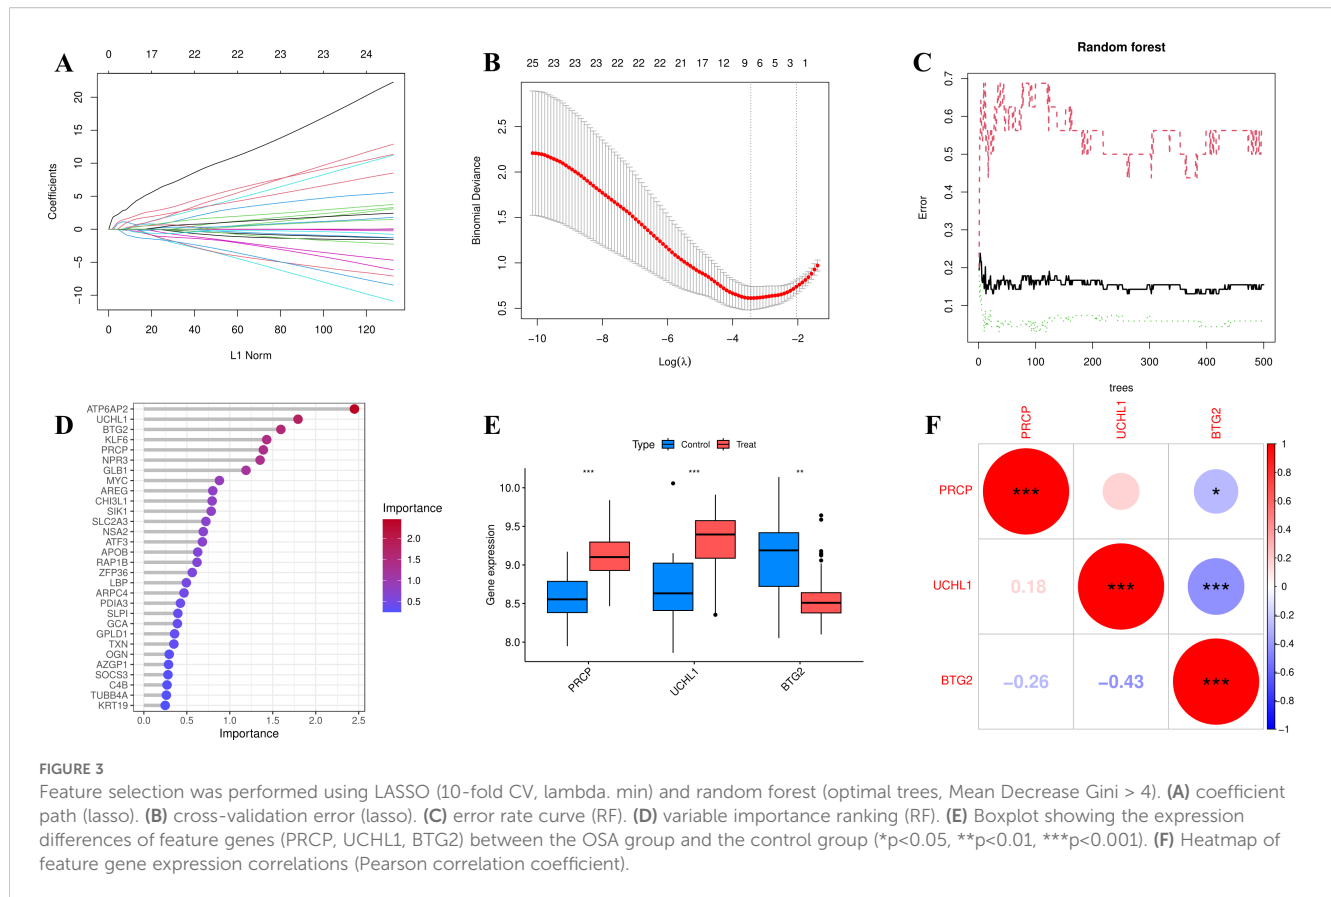 A
0 17 22 22 23 23 24
Coefficients
20
15
10
5
0
−5
−10
0 20 40 60 80 100 120
L1 Norm
B
25 23 23 23 22 22 22 21 17 12 9 6 5 3 1
Binomial Deviance
2.5
2.0
1.5
1.0
0.5
−10 −8 −6 −4 −2
Log(λ)
C
Random forest
Error
0.7
0.6
0.5
0.4
0.3
0.2
0.1
0 100 200 300 400 500
trees
D
ATP6AP2
UCHL1
BTG2
KLF6
PRCP
NPR3
GLB1
MYC
AREG
CHI3L1
SIK1
SLC2A3
NSA2
ATF3
APOB
RAP1B
ZFP36
LBP
ARPC4
PDIA3
SLPI
GCA
GPLD1
TXN
OGN
AZGP1
SOCS3
C4B
TUBB4A
KRT19
0.0 0.5 1.0 1.5 2.0 2.5
Importance
Importance
2.0
1.5
1.0
0.5
E
Type Control Treat
*** *** **
Gene expression
10.0
9.5
9.0
8.5
8.0
PRCP UCHL1 BTG2
F
PRCP UCHL1 BTG2
PRCP *** *
UCHL1 0.18 *** ***
BTG2 −0.26 −0.43 ***
1
0.8
0.6
0.4
0.2
0
−0.2
−0.4
−0.6
−0.8
−1
FIGURE 3
Feature selection was performed using LASSO (10-fold CV, lambda. min) and random forest (optimal trees, Mean Decrease Gini > 4). (A) coefficient
path (lasso). (B) cross-validation error (lasso). (C) error rate curve (RF). (D) variable importance ranking (RF). (E) Boxplot showing the expression
differences of feature genes (PRCP, UCHL1, BTG2) between the OSA group and the control group (*p<0.05, **p<0.01, ***p<0.001). (F) Heatmap of
feature gene expression correlations (Pearson correlation coefficient).